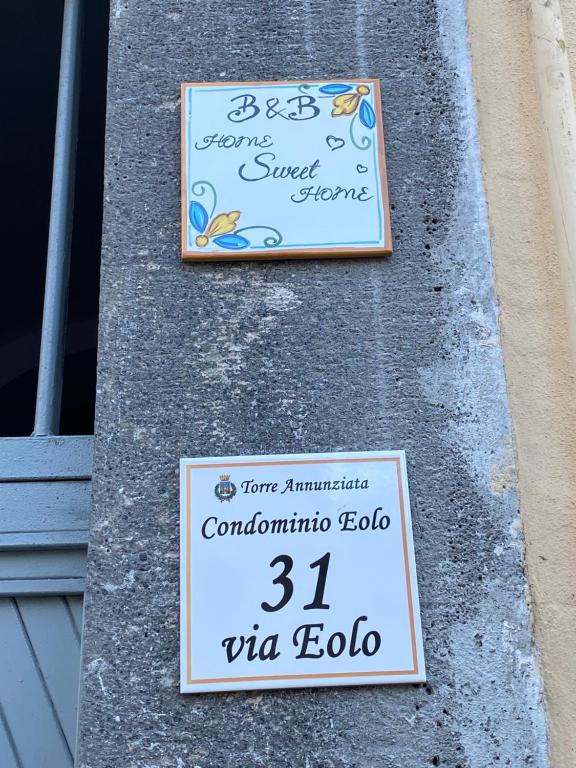 B&B
HOME
Sweet
HOME
Torre Annunziata
Condominio Eolo
31
via Eolo